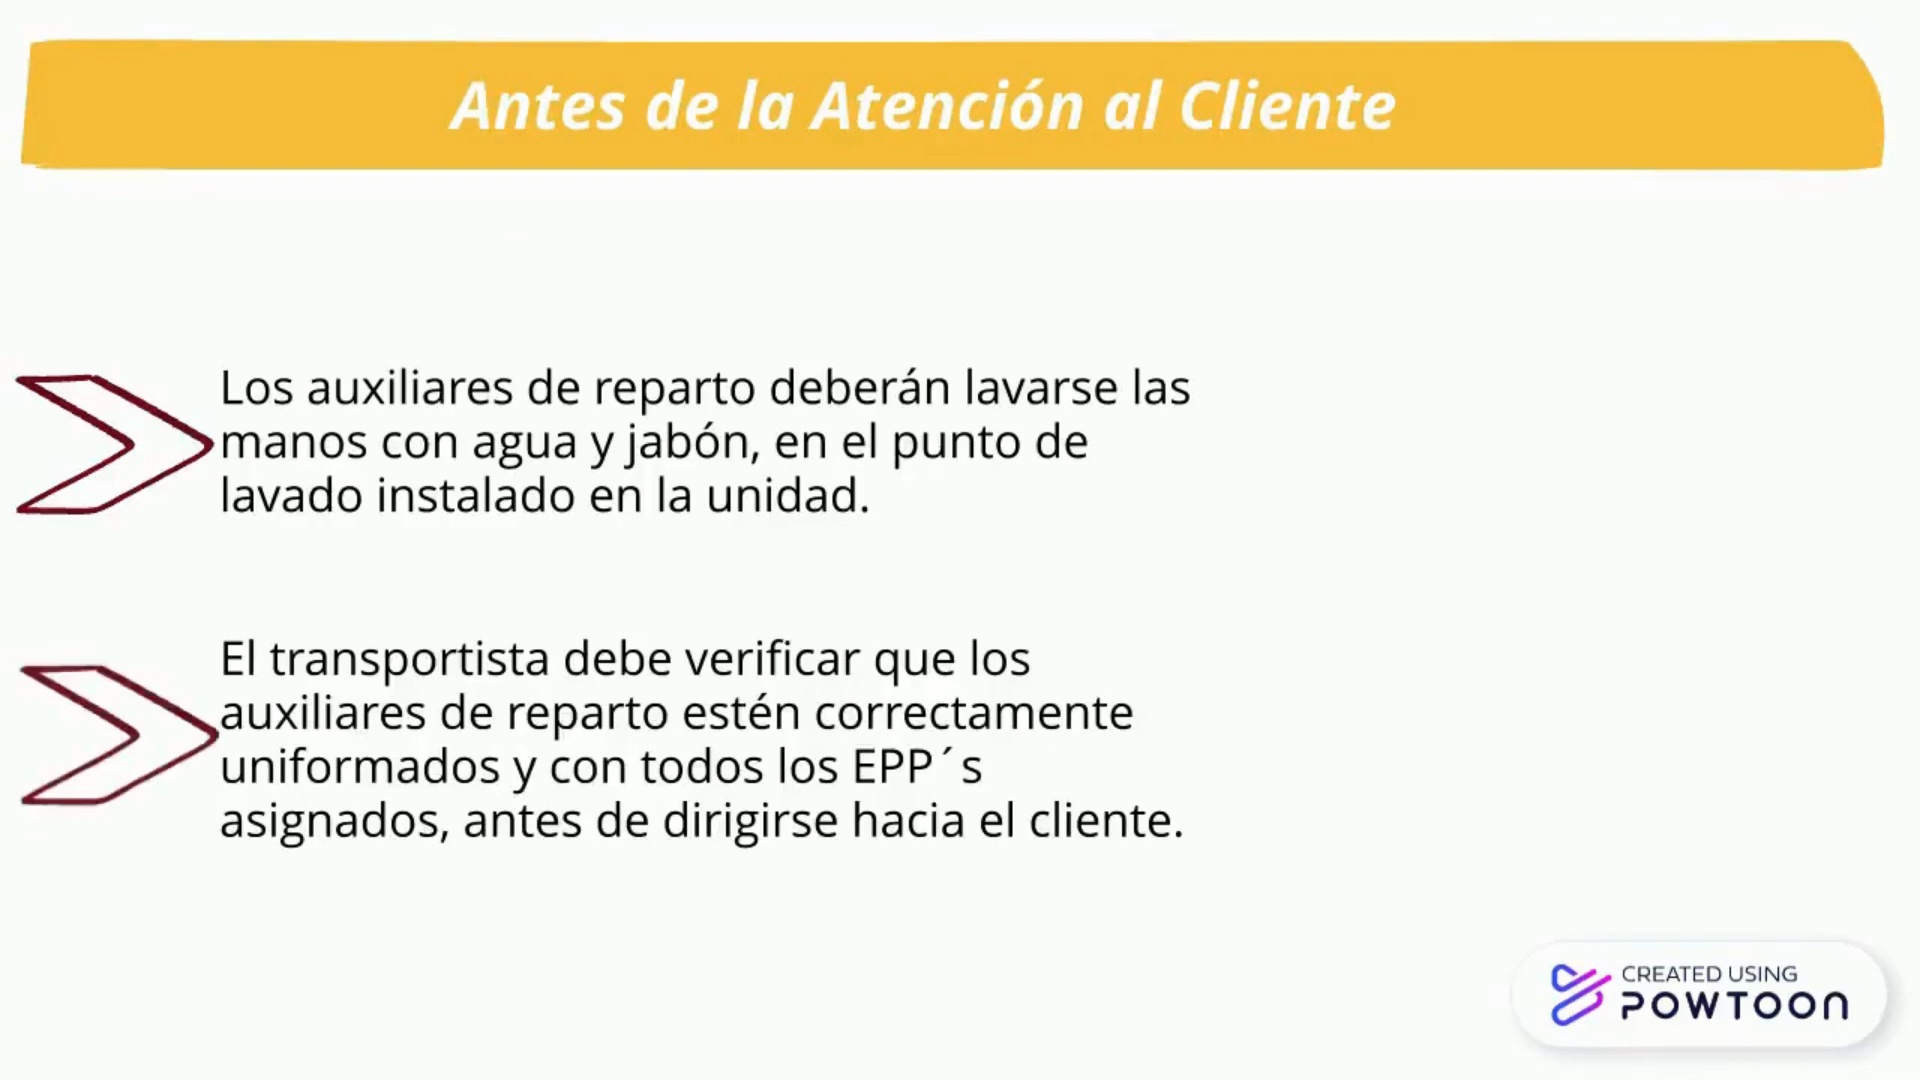 Antes de la Atención al Cliente
Los auxiliares de reparto deberán lavarse las
manos con agua y jabón, en el punto de
lavado instalado en la unidad.
El transportista debe verificar que los
auxiliares de reparto estén correctamente
uniformados y con todos los EPP´s
asignados, antes de dirigirse hacia el cliente.
CREATED USING
POWTOON